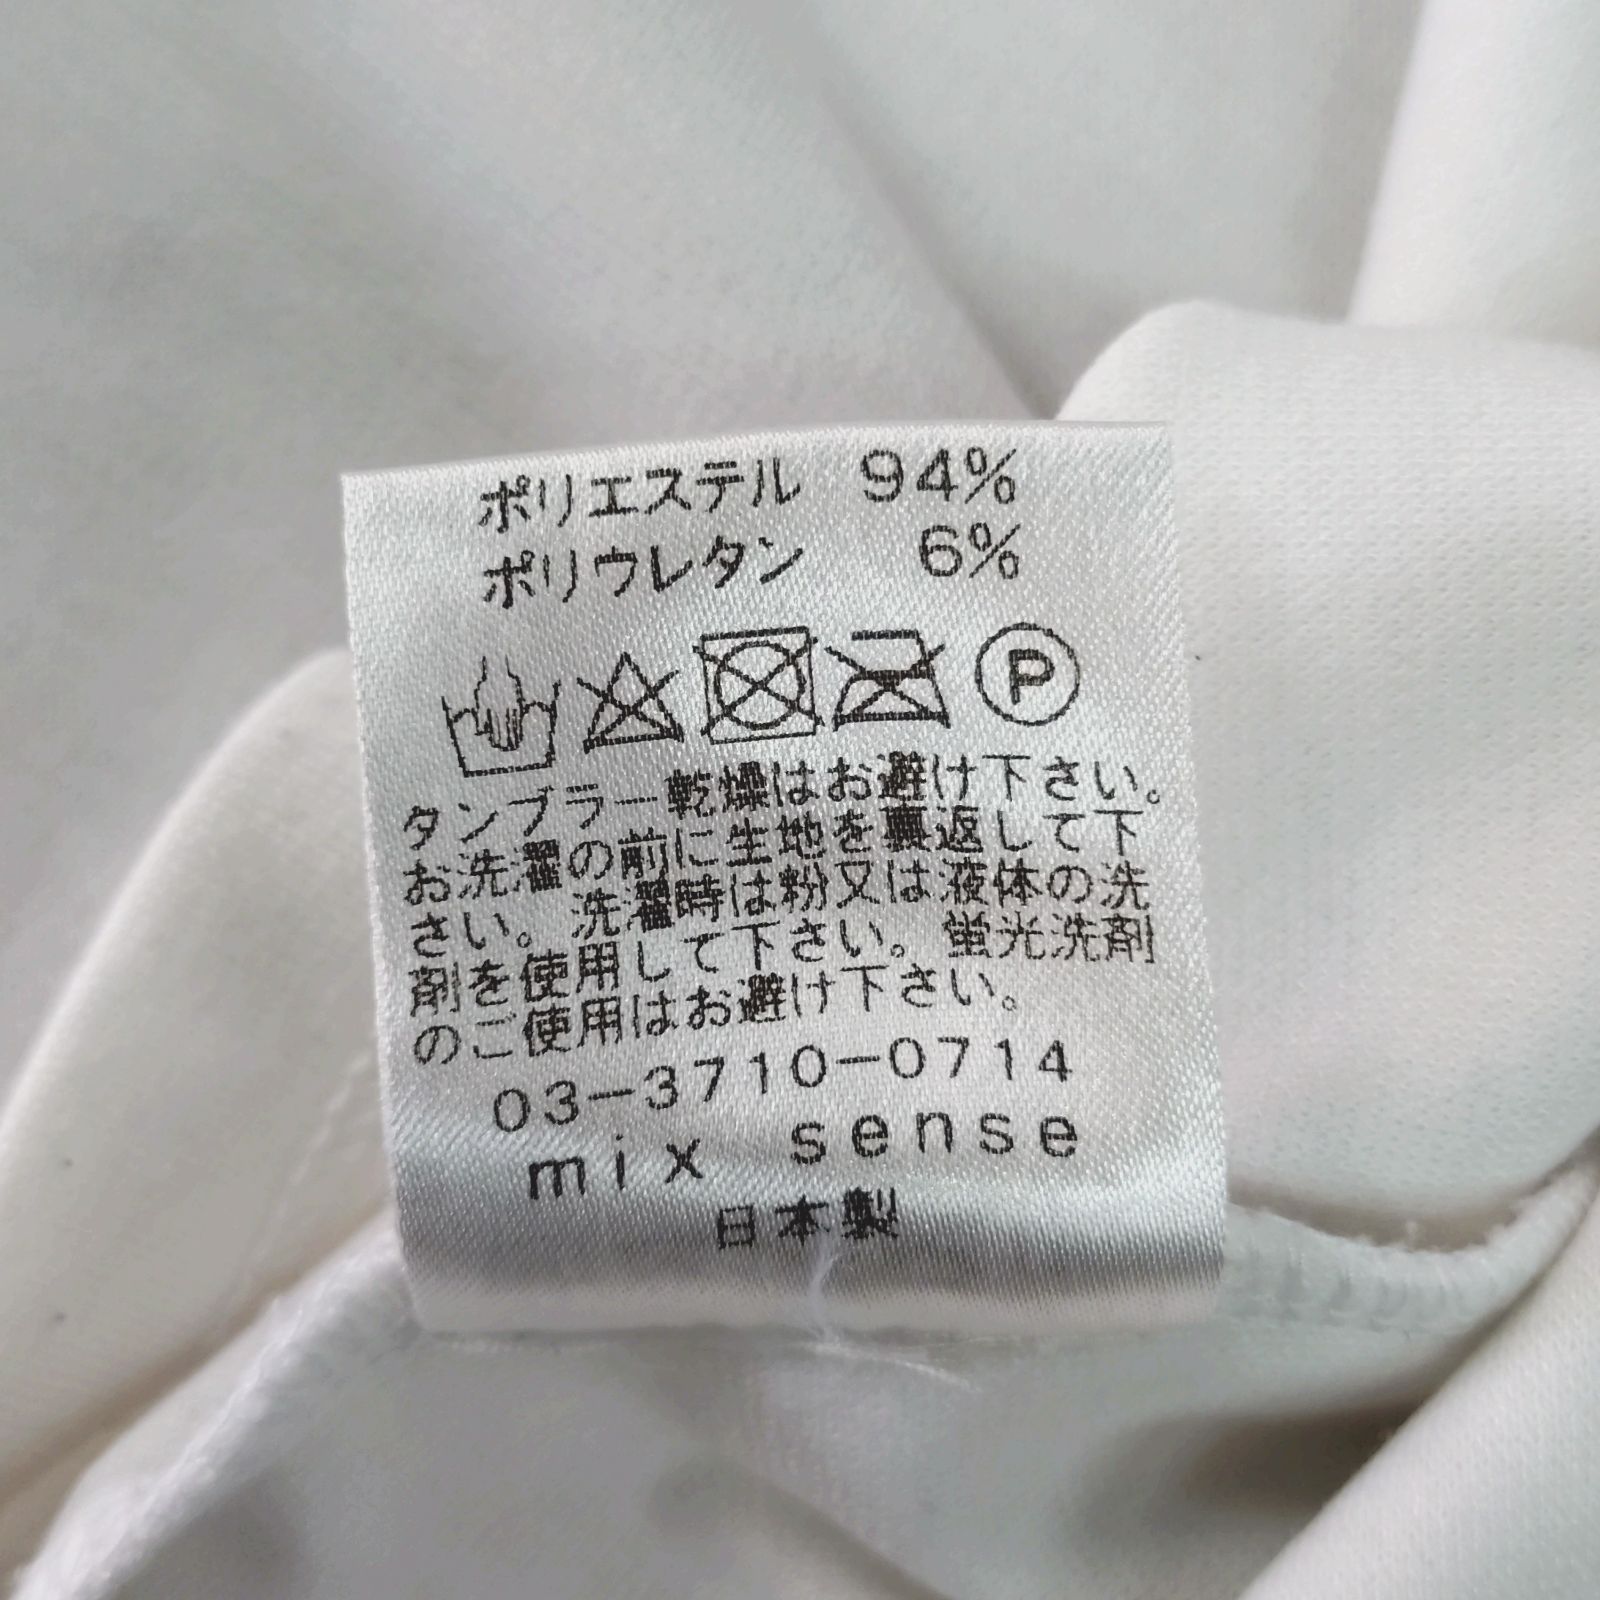 ポリエステル 94%
ポリウレタン 6%
P
タンブラー乾燥はお避け下さい。
お洗濯の前に生地を裏返して下
さい。洗濯時は粉又は液体の洗
剤を使用して下さい。蛍光洗剤
のご使用はお避け下さい。
03-3710-0714
mix sense
日本製